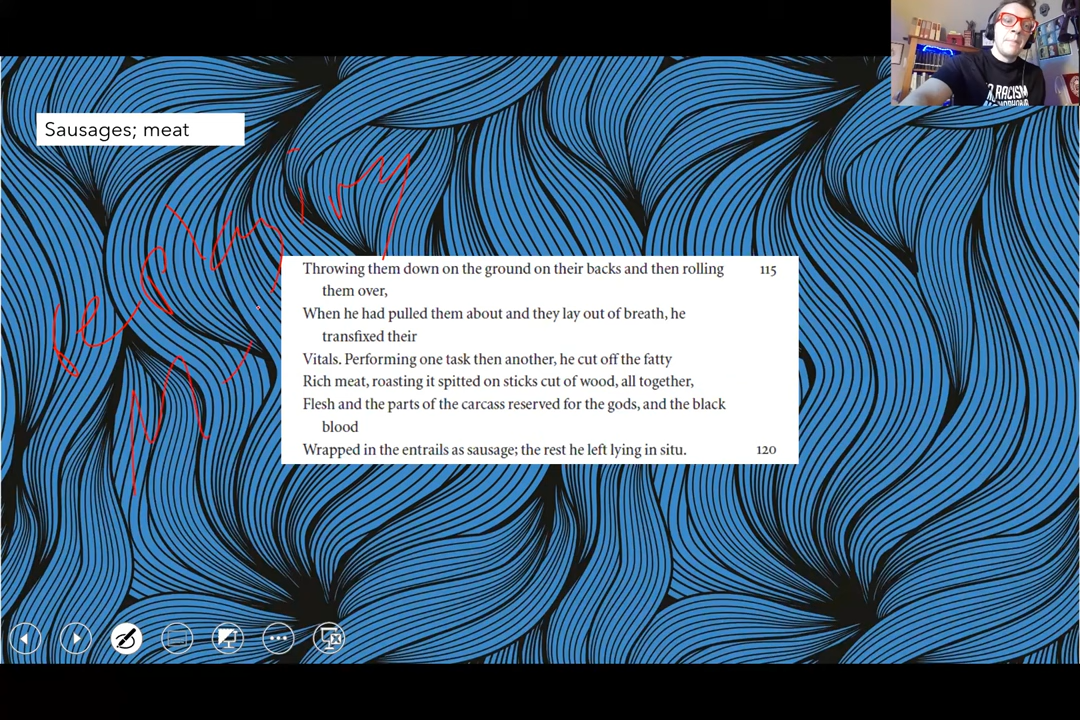 Sausages; meat
Throwing them down on the ground on their backs and then rolling 115
them over,
When he had pulled them about and they lay out of breath, he
transfixed their
Vitals. Performing one task then another, he cut off the fatty
Rich meat, roasting it spitted on sticks cut of wood, all together,
Flesh and the parts of the carcass reserved for the gods, and the black
blood
Wrapped in the entrails as sausage; the rest he left lying in situ. 120
RACISM